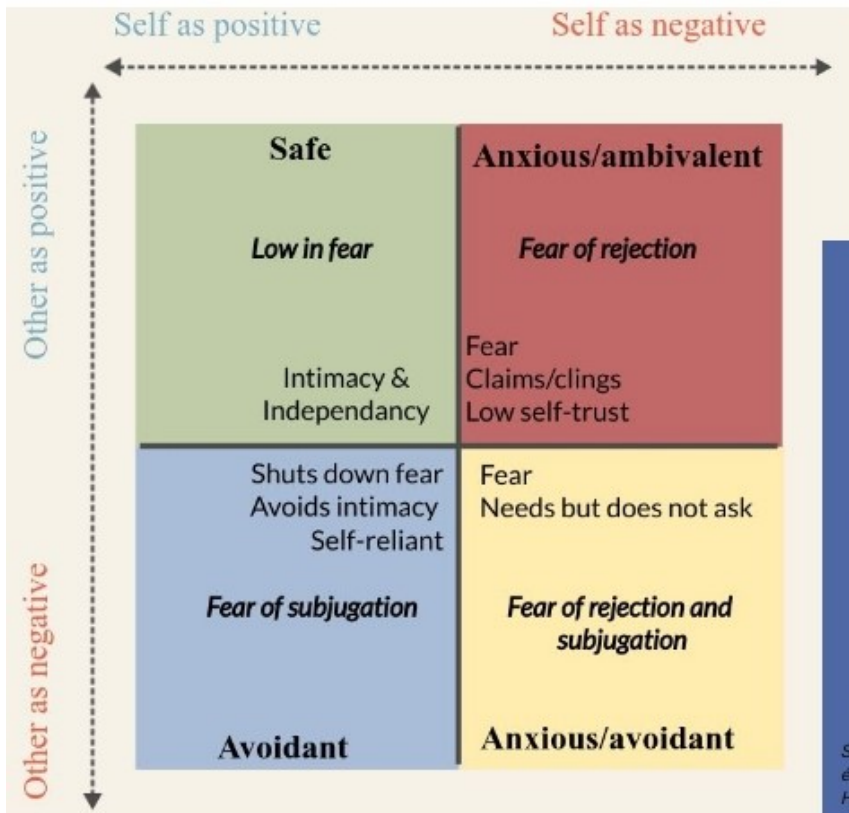 Self as positive
Self as negative
Other as positive
Other as negative
Safe
Low in fear
Intimacy &
Independancy
Anxious/ambivalent
Fear of rejection
Fear
Claims/clings
Low self-trust
Shuts down fear
Avoids intimacy
Self-reliant
Fear of subjugation
Avoidant
Fear
Needs but does not ask
Fear of rejection and
subjugation
Anxious/avoidant